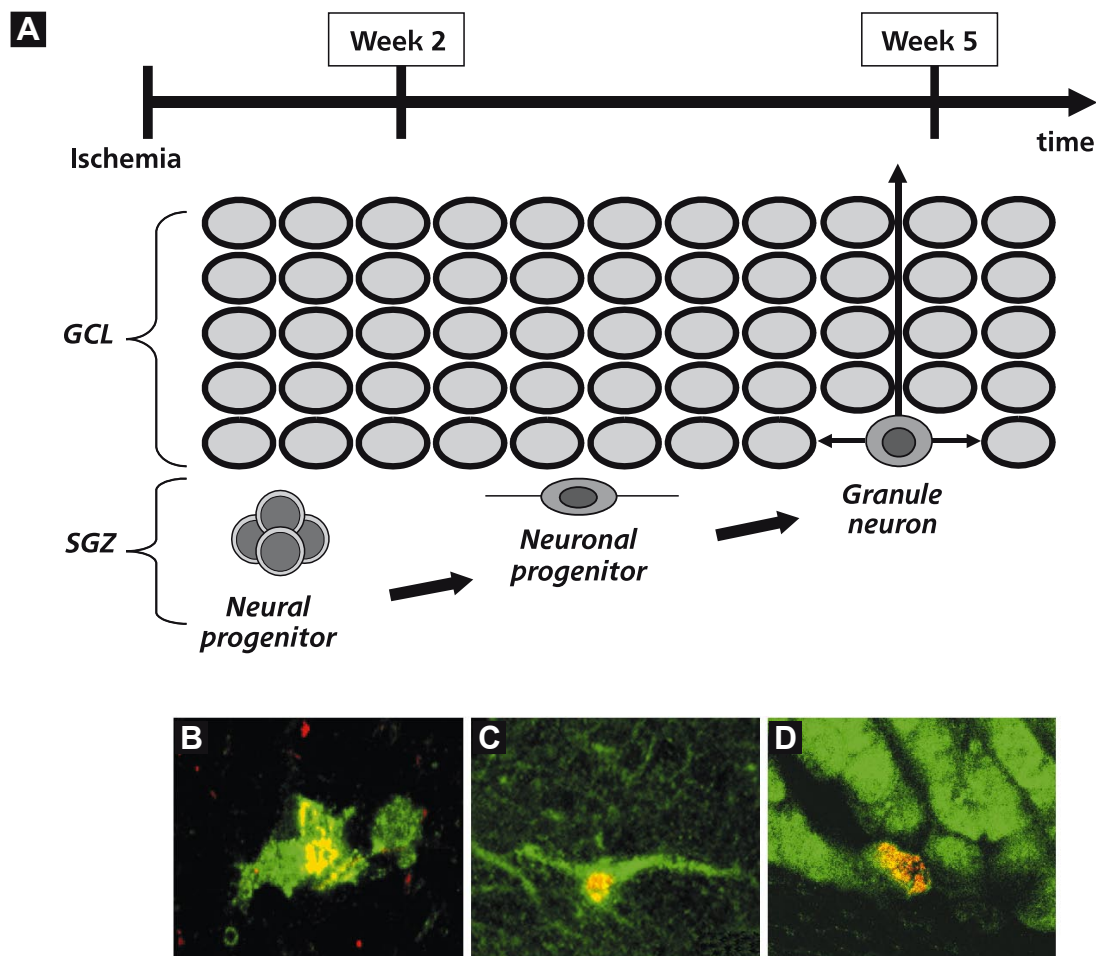 A
Week 2
Week 5
Ischemia
time
GCL
SGZ
Granule
neuron
Neuronal
progenitor
Neural
progenitor
B
C
D